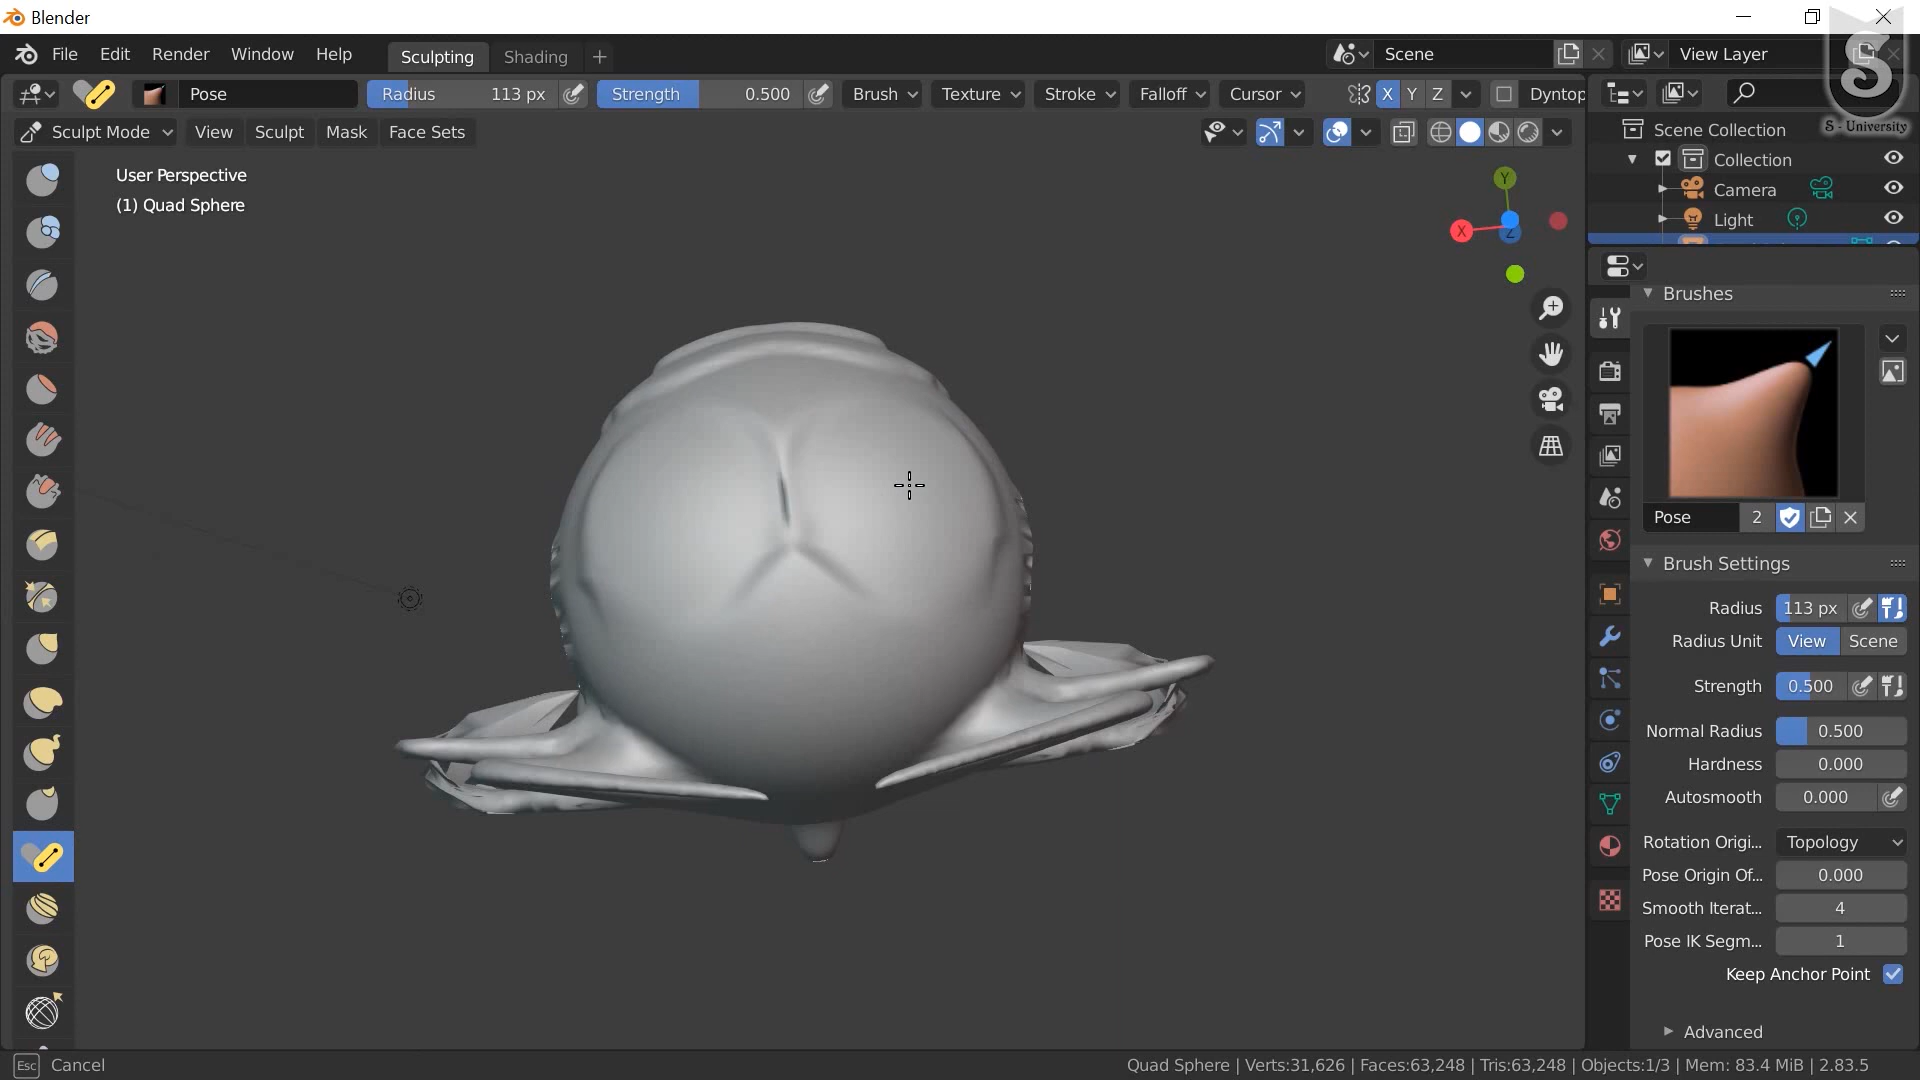 Blender
File Edit Render Window Help Sculpting Shading + Scene View Layer
Pose Radius 113 px Strength 0.500 Brush Texture Stroke Falloff Cursor X Y Z Dyntop
S
S - University
Sculpt Mode View Sculpt Mask Face Sets
Scene Collection
Collection
Camera
Light
User Perspective
(1) Quad Sphere
Y
X
Z
Brushes
Pose 2
Brush Settings
Radius 113 px
Radius Unit View Scene
Strength 0.500
Normal Radius 0.500
Hardness 0.000
Autosmooth 0.000
Rotation Origi... Topology
Pose Origin Of... 0.000
Smooth Iterat... 4
Pose IK Segm... 1
Keep Anchor Point
Advanced
Esc Cancel
Quad Sphere | Verts:31,626 | Faces:63,248 | Tris:63,248 | Objects:1/3 | Mem: 83.4 MiB | 2.83.5